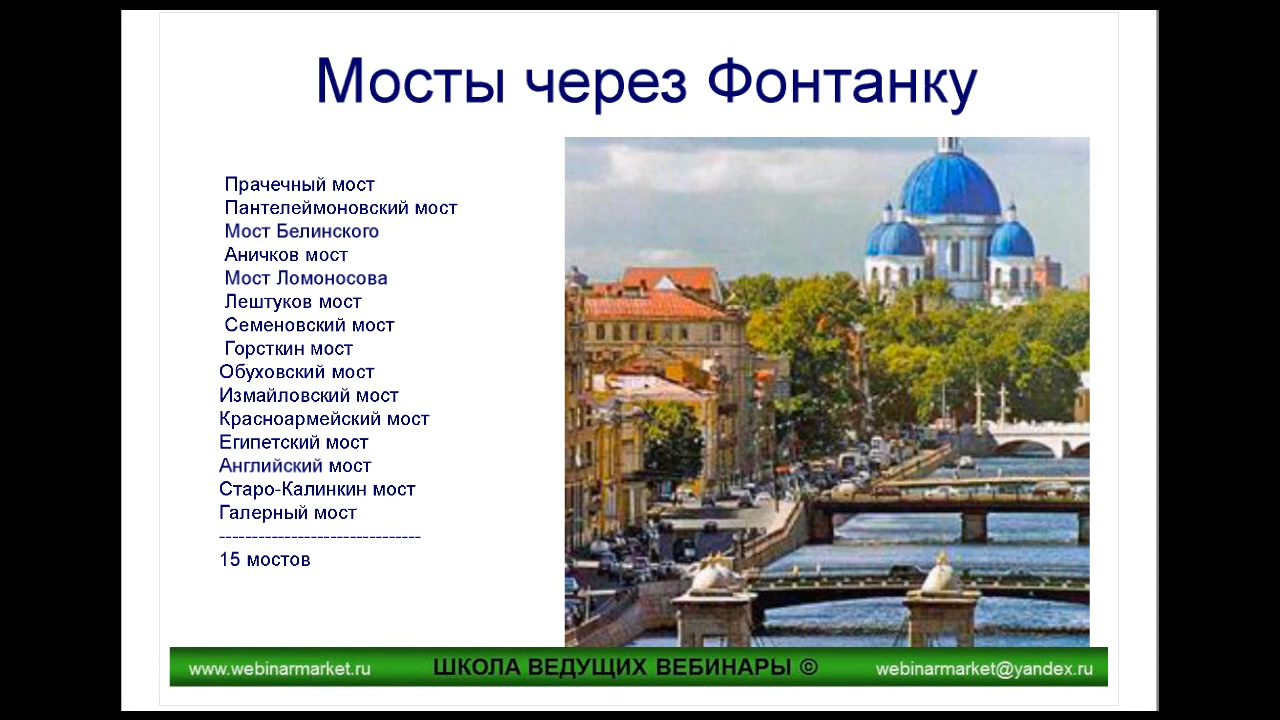 Мосты через Фонтанку
Прачечный мост
Пантелеймоновский мост
Мост Белинского
Аничков мост
Мост Ломоносова
Лештуков мост
Семеновский мост
Горсткин мост
Обуховский мост
Измайловский мост
Красноармейский мост
Египетский мост
Английский мост
Старо-Калинкин мост
Галерный мост
-------------------------------
15 мостов
www.webinarmarket.ru ШКОЛА ВЕДУЩИХ ВЕБИНАРЫ © webinarmarket@yandex.ru